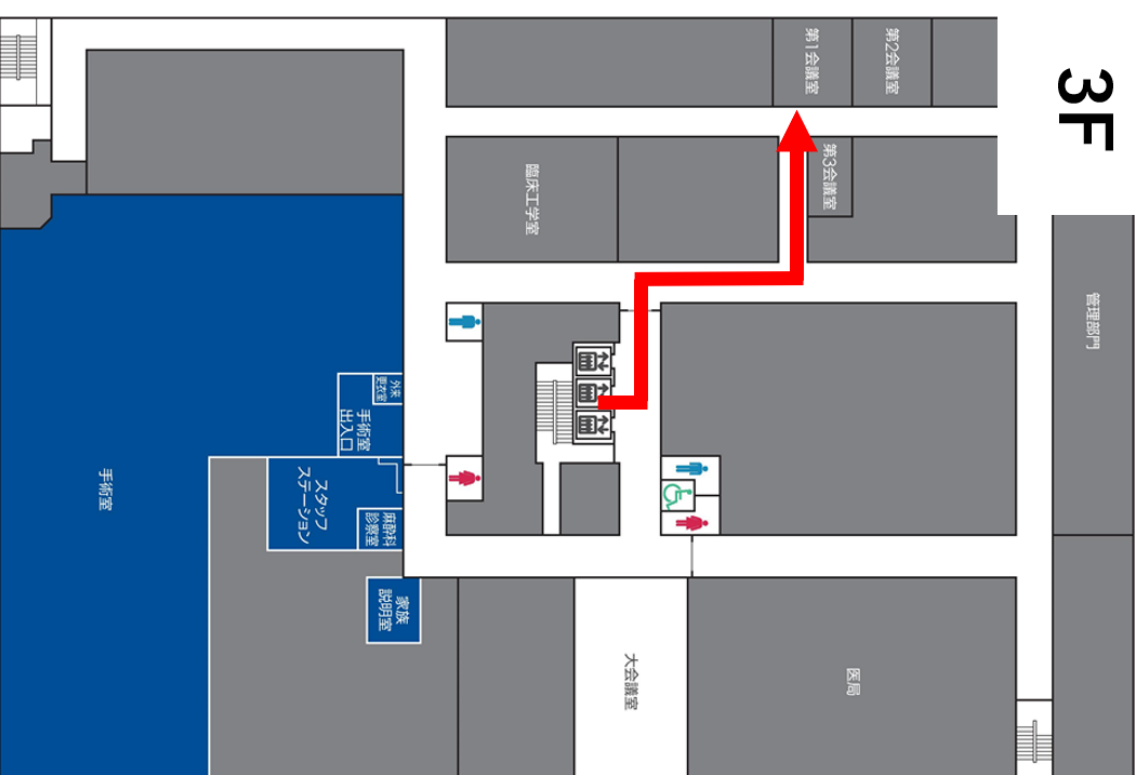 3F
第1会議室
第2会議室
第3会議室
臨床工学室
管理部門
外来
更衣室
手術室
出入口
手術室
スタッフ
ステーション
麻酔科
診察室
家族
説明室
大会議室
医局